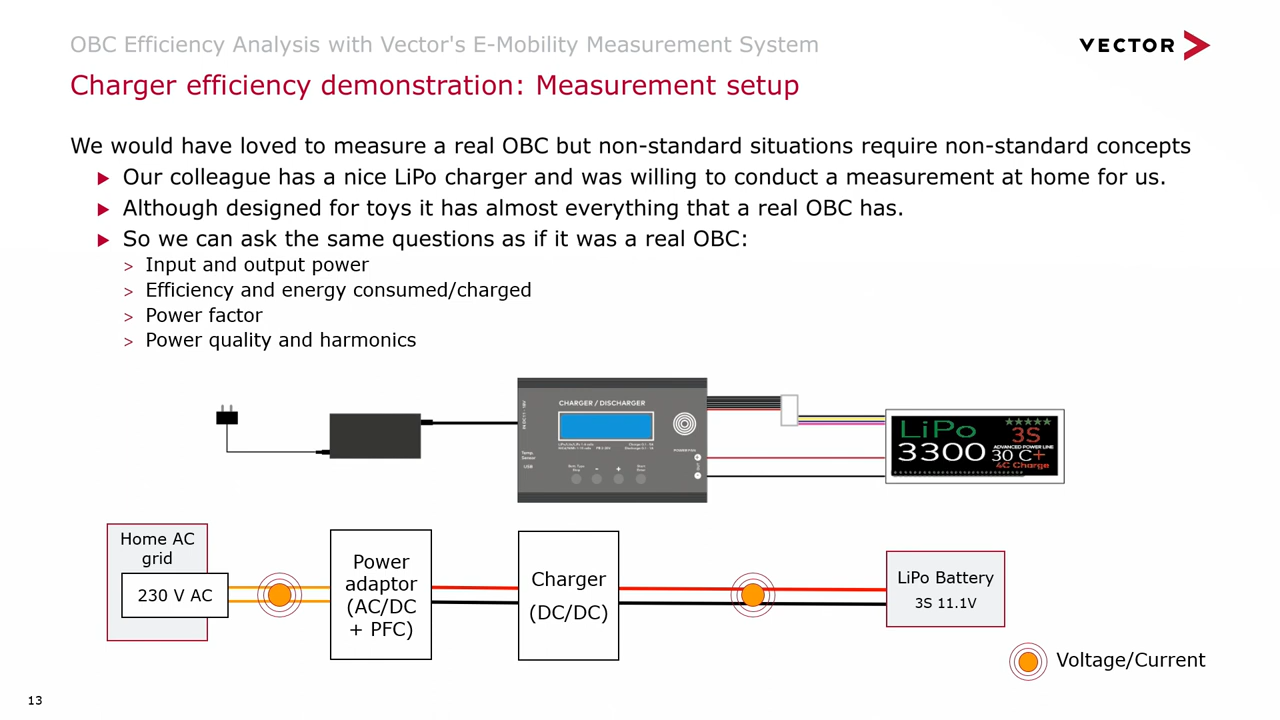 OBC Efficiency Analysis with Vector's E-Mobility Measurement System
VECTOR
Charger efficiency demonstration: Measurement setup
We would have loved to measure a real OBC but non-standard situations require non-standard concepts
Our colleague has a nice LiPo charger and was willing to conduct a measurement at home for us.
Although designed for toys it has almost everything that a real OBC has.
So we can ask the same questions as if it was a real OBC:
> Input and output power
> Efficiency and energy consumed/charged
> Power factor
> Power quality and harmonics
CHARGER / DISCHARGER
Temp.
Sensor
USB
-
+
LiPo
3S
ADVANCED POWER LINE
3300
30 C+
4C Charge
Home AC
grid
230 V AC
Power
adaptor
(AC/DC
+ PFC)
Charger
(DC/DC)
LiPo Battery
3S 11.1V
Voltage/Current
13